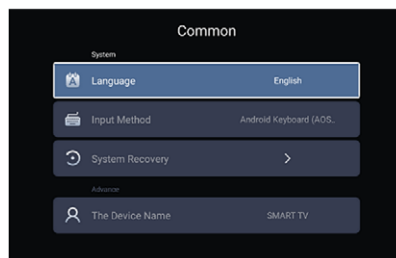 Common
System
Language English
Input Method Android Keyboard (AOS..
System Recovery
Advance
The Device Name SMART TV